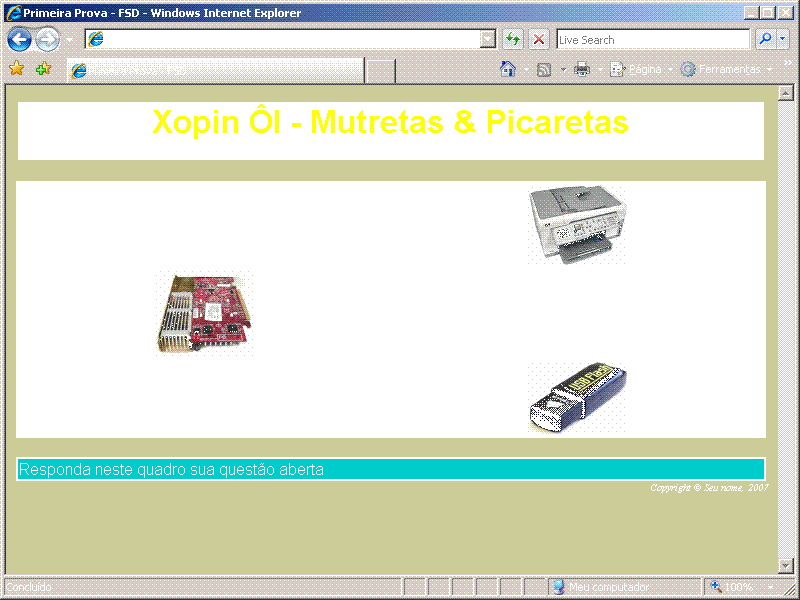 Primeira Prova - FSD - Windows Internet Explorer
Live Search
Primeira Prova - FSD
Página
Ferramentas
Xopin Ôl - Mutretas & Picaretas
USB Flash
Responda neste quadro sua questão aberta
Copyright © Seu nome, 2007
Concluído
Meu computador
100%